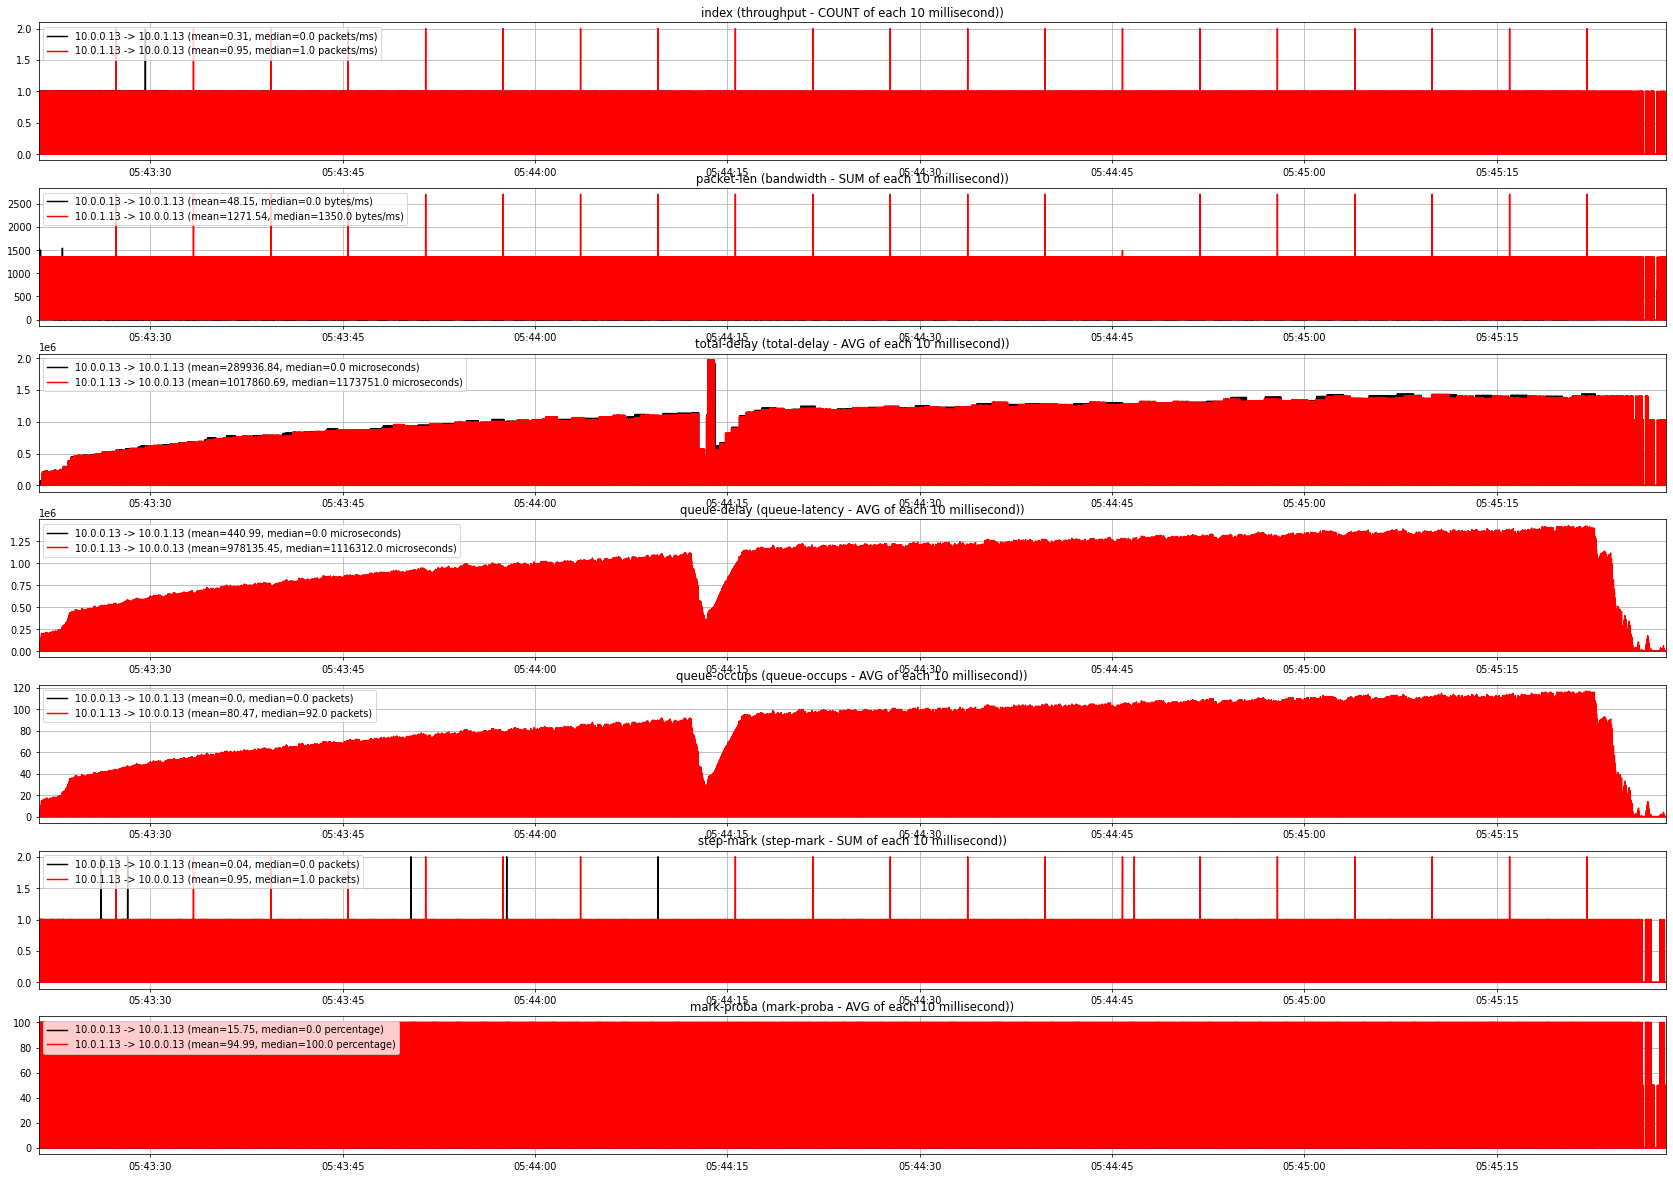 index (throughput - COUNT of each 10 millisecond))
10.0.0.13 -> 10.0.1.13 (mean=0.31, median=0.0 packets/ms)
10.0.1.13 -> 10.0.0.13 (mean=0.95, median=1.0 packets/ms)
2.0
1.5
1.0
0.5
0.0
05:43:30 05:43:45 05:44:00 05:44:15 05:44:30 05:44:45 05:45:00 05:45:15
packet-len (bandwidth - SUM of each 10 millisecond))
10.0.0.13 -> 10.0.1.13 (mean=48.15, median=0.0 bytes/ms)
10.0.1.13 -> 10.0.0.13 (mean=1271.54, median=1350.0 bytes/ms)
2500
2000
1500
1000
500
0
05:43:30 05:43:45 05:44:00 05:44:15 05:44:30 05:44:45 05:45:00 05:45:15
total-delay (total-delay - AVG of each 10 millisecond))
1e6
10.0.0.13 -> 10.0.1.13 (mean=289936.84, median=0.0 microseconds)
10.0.1.13 -> 10.0.0.13 (mean=1017860.69, median=1173751.0 microseconds)
2.0
1.5
1.0
0.5
0.0
05:43:30 05:43:45 05:44:00 05:44:15 05:44:30 05:44:45 05:45:00 05:45:15
queue-delay (queue-latency - AVG of each 10 millisecond))
1e6
10.0.0.13 -> 10.0.1.13 (mean=440.99, median=0.0 microseconds)
10.0.1.13 -> 10.0.0.13 (mean=978135.45, median=1116312.0 microseconds)
1.25
1.00
0.75
0.50
0.25
0.00
05:43:30 05:43:45 05:44:00 05:44:15 05:44:30 05:44:45 05:45:00 05:45:15
queue-occups (queue-occups - AVG of each 10 millisecond))
10.0.0.13 -> 10.0.1.13 (mean=0.0, median=0.0 packets)
10.0.1.13 -> 10.0.0.13 (mean=80.47, median=92.0 packets)
120
100
80
60
40
20
0
05:43:30 05:43:45 05:44:00 05:44:15 05:44:30 05:44:45 05:45:00 05:45:15
step-mark (step-mark - SUM of each 10 millisecond))
10.0.0.13 -> 10.0.1.13 (mean=0.04, median=0.0 packets)
10.0.1.13 -> 10.0.0.13 (mean=0.95, median=1.0 packets)
2.0
1.5
1.0
0.5
0.0
05:43:30 05:43:45 05:44:00 05:44:15 05:44:30 05:44:45 05:45:00 05:45:15
mark-proba (mark-proba - AVG of each 10 millisecond))
10.0.0.13 -> 10.0.1.13 (mean=15.75, median=0.0 percentage)
10.0.1.13 -> 10.0.0.13 (mean=94.99, median=100.0 percentage)
100
80
60
40
20
0
05:43:30 05:43:45 05:44:00 05:44:15 05:44:30 05:44:45 05:45:00 05:45:15